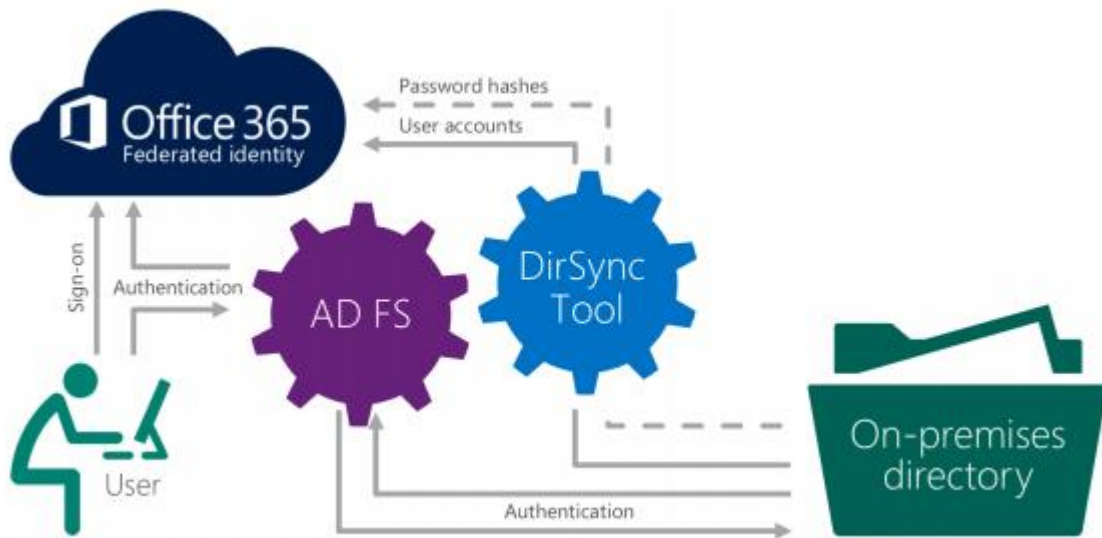 Password hashes
User accounts
Office 365
Federated identity
Sign-on
Authentication
AD FS
DirSync
Tool
User
On-premises
directory
Authentication